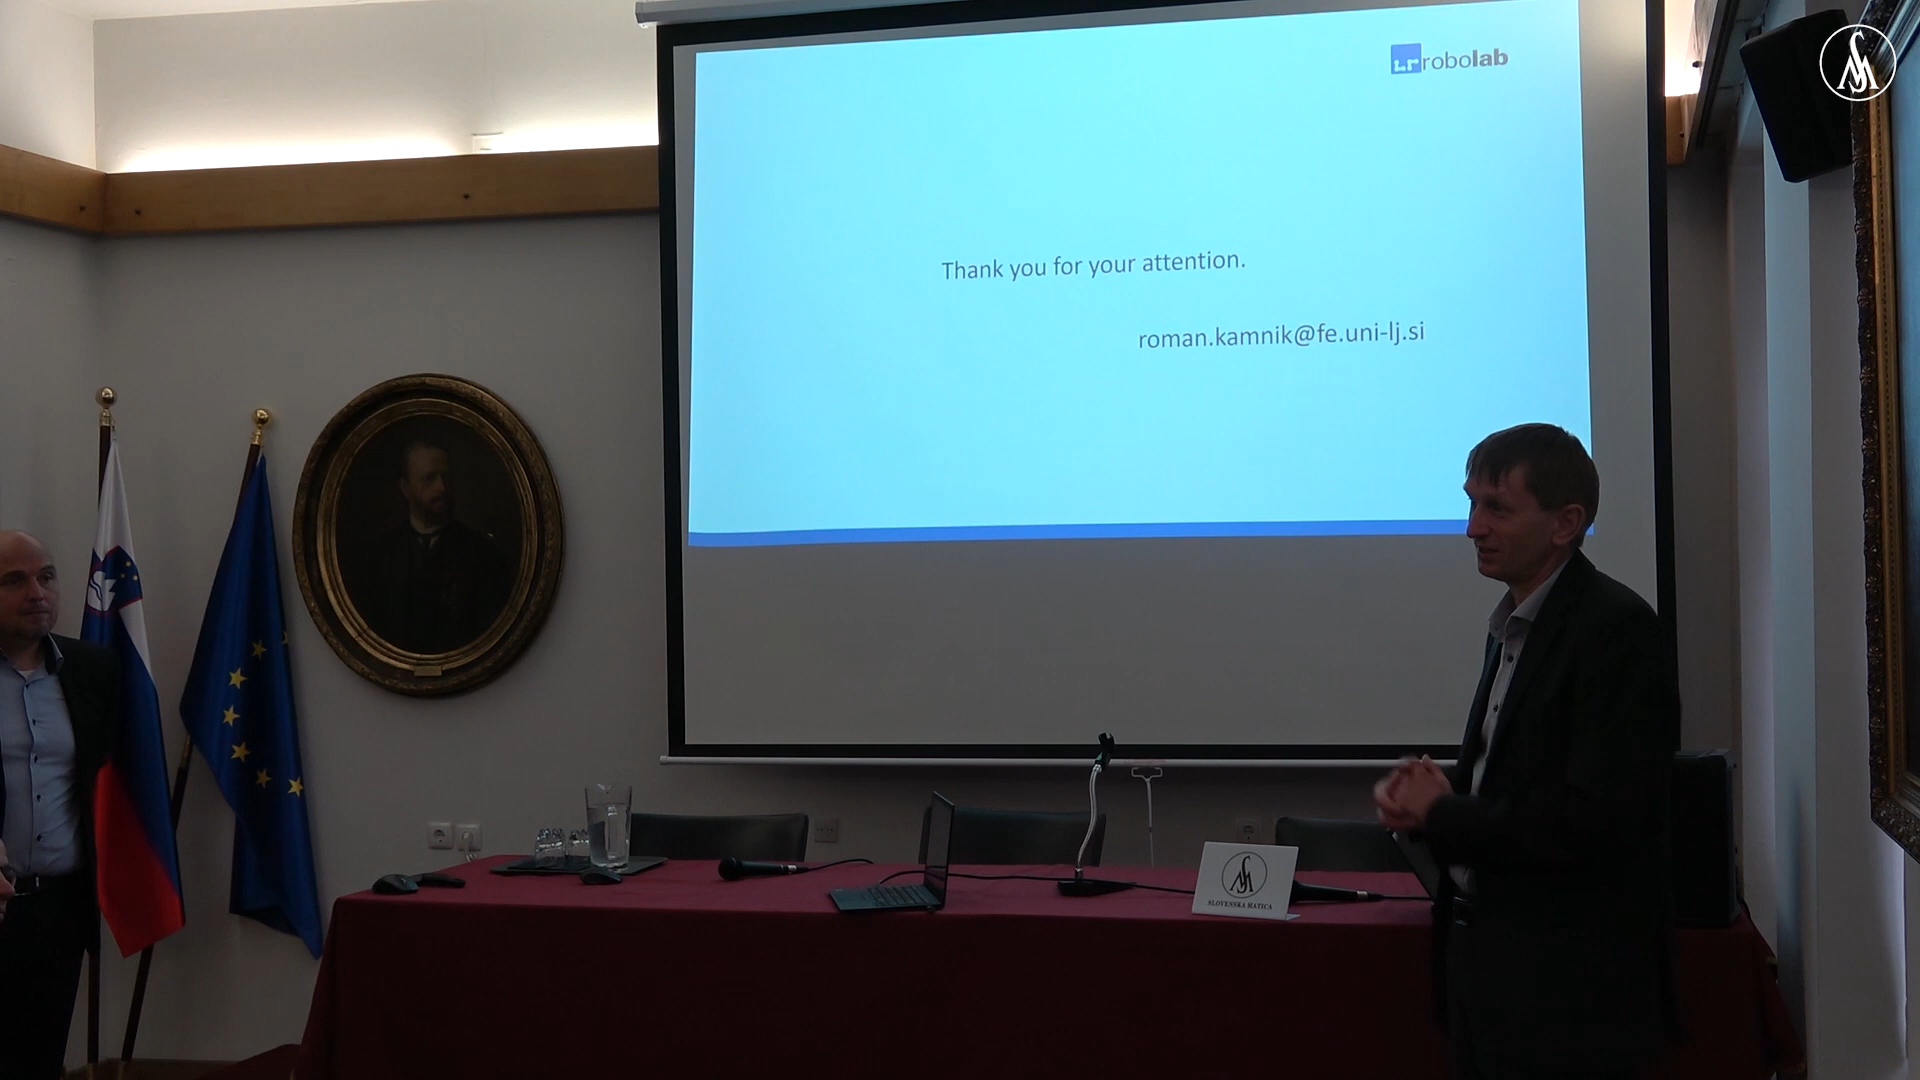 robolab
Thank you for your attention.
roman.kamnik@fe.uni-lj.si
SLOVENSKA MATICA